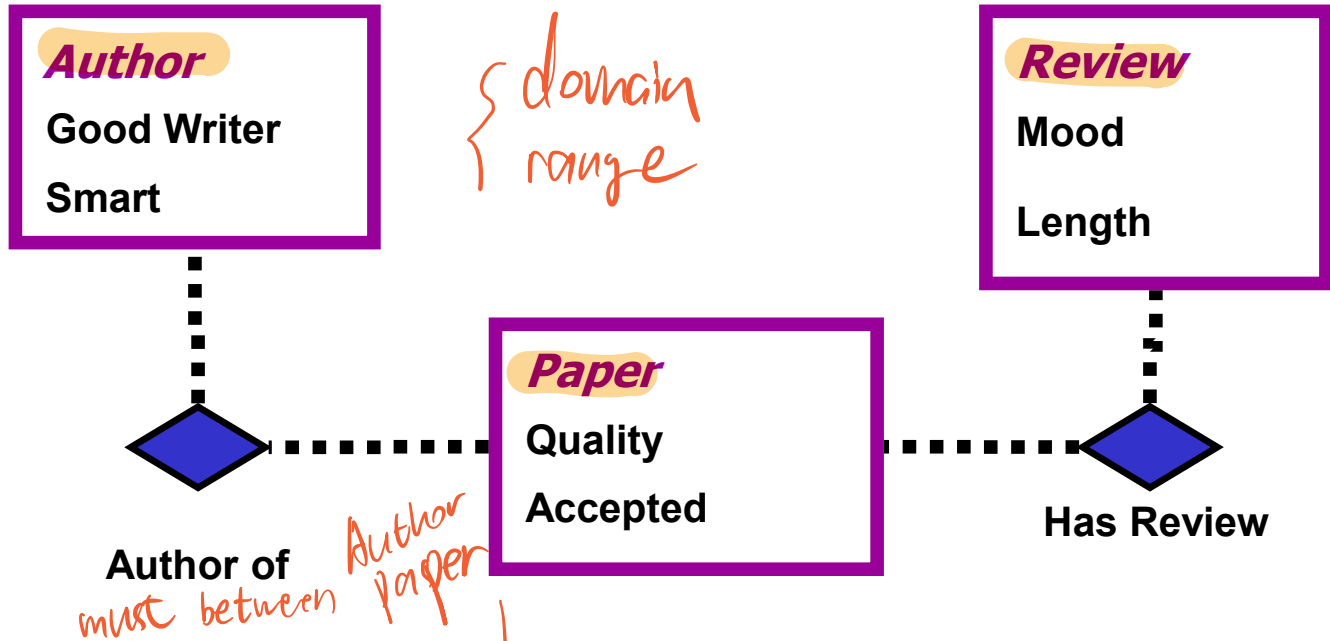 Author
Good Writer
Smart
domain
range
Review
Mood
Length
Paper
Quality
Accepted
Author of
must between Author
paper
Has Review